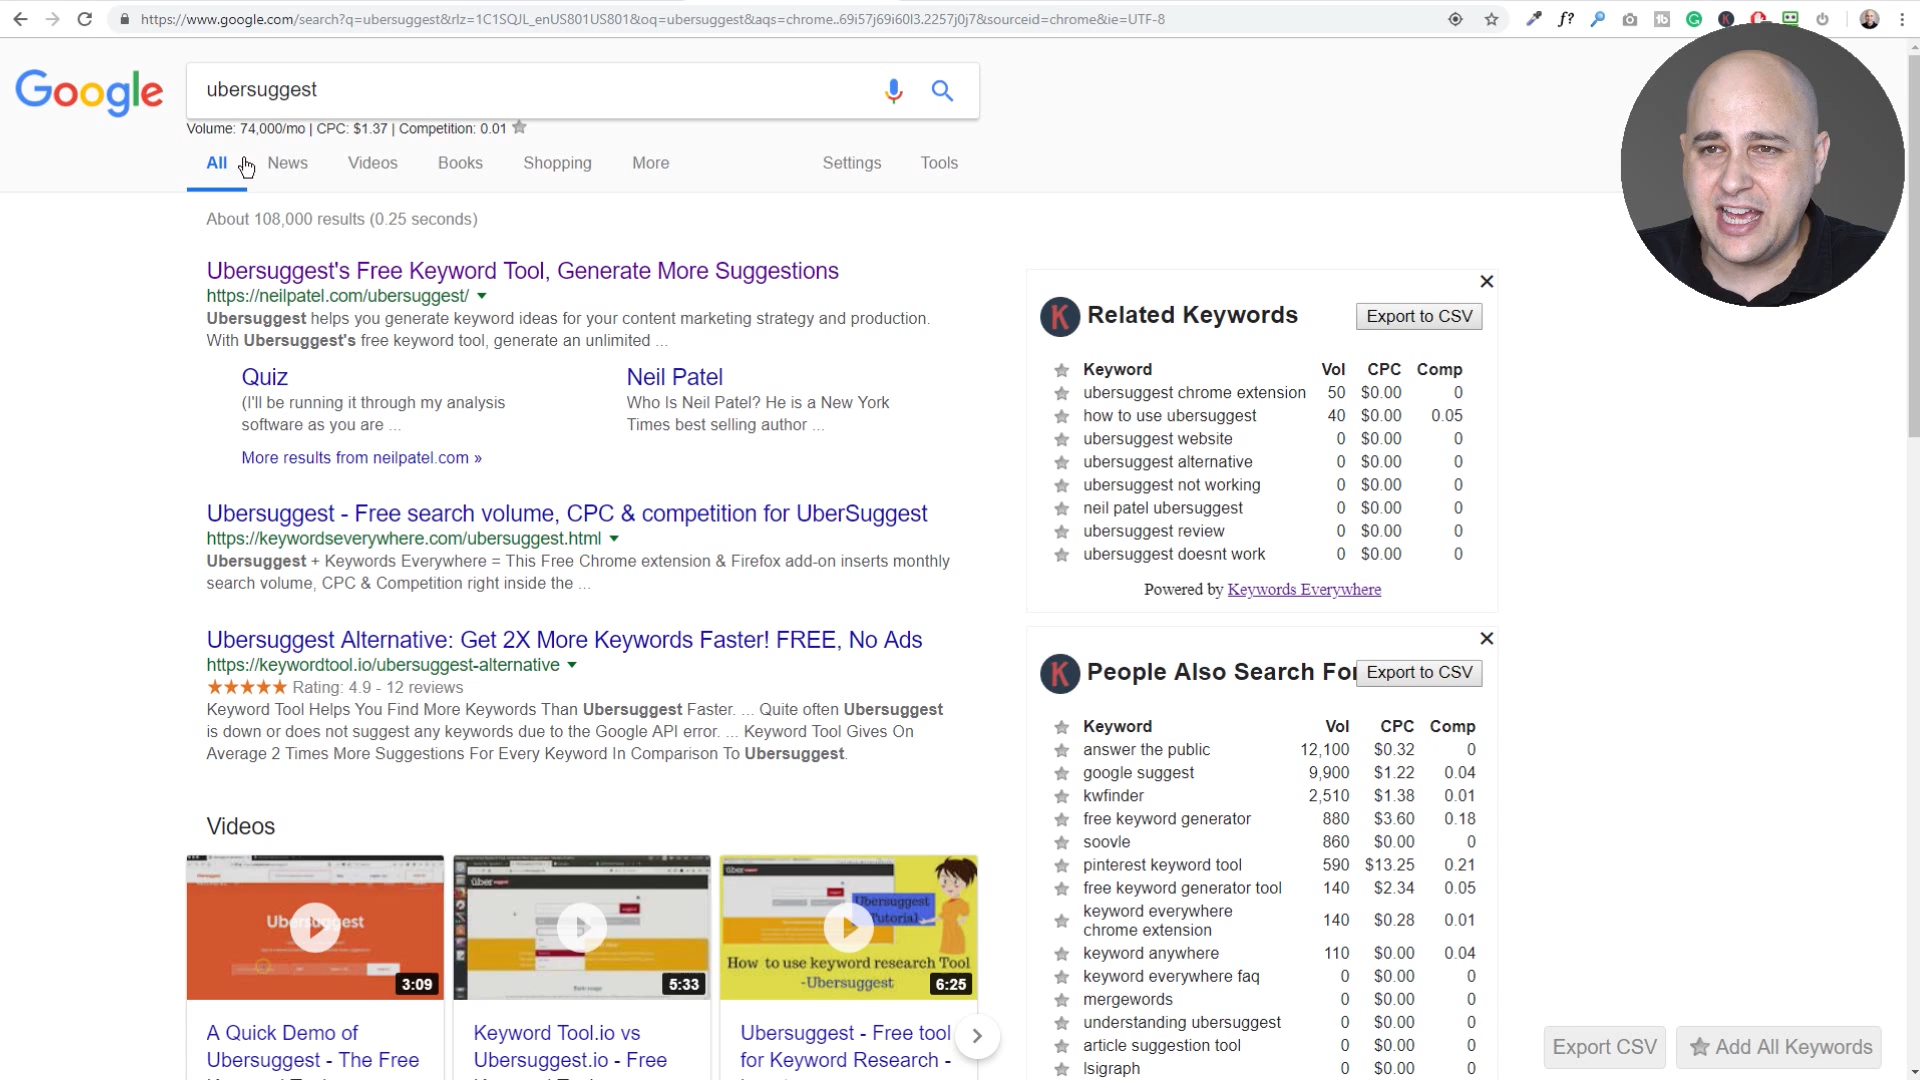 https://www.google.com/search?q=ubersuggest&rlz=1C1SQJL_enUS801US801&oq=ubersuggest&aqs=chrome..69i57j69i60l3.2257j0j7&sourceid=chrome&ie=UTF-8
f?
Google
ubersuggest
Volume: 74,000/mo | CPC: $1.37 | Competition: 0.01
All News Videos Books Shopping More Settings Tools
About 108,000 results (0.25 seconds)
Ubersuggest's Free Keyword Tool, Generate More Suggestions
https://neilpatel.com/ubersuggest/
Ubersuggest helps you generate keyword ideas for your content marketing strategy and production.
With Ubersuggest's free keyword tool, generate an unlimited ...
Quiz
(I'll be running it through my analysis
software as you are ...
Neil Patel
Who Is Neil Patel? He is a New York
Times best selling author ...
More results from neilpatel.com »
Ubersuggest - Free search volume, CPC & competition for UberSuggest
https://keywordseverywhere.com/ubersuggest.html
Ubersuggest + Keywords Everywhere = This Free Chrome extension & Firefox add-on inserts monthly
search volume, CPC & Competition right inside the ...
Ubersuggest Alternative: Get 2X More Keywords Faster! FREE, No Ads
https://keywordtool.io/ubersuggest-alternative
Rating: 4.9 - 12 reviews
Keyword Tool Helps You Find More Keywords Than Ubersuggest Faster. ... Quite often Ubersuggest
is down or does not suggest any keywords due to the Google API error. ... Keyword Tool Gives On
Average 2 Times More Suggestions For Every Keyword In Comparison To Ubersuggest.
Videos
Ubersuggest
3:09
5:33
Ubersuggest
Tutorial
How to use keyword research Tool
-Ubersuggest
6:25
A Quick Demo of
Ubersuggest - The Free
Keyword Tool.io vs
Ubersuggest.io - Free
Ubersuggest - Free tool
for Keyword Research -
K Related Keywords Export to CSV
Keyword Vol CPC Comp
ubersuggest chrome extension 50 $0.00 0
how to use ubersuggest 40 $0.00 0.05
ubersuggest website 0 $0.00 0
ubersuggest alternative 0 $0.00 0
ubersuggest not working 0 $0.00 0
neil patel ubersuggest 0 $0.00 0
ubersuggest review 0 $0.00 0
ubersuggest doesnt work 0 $0.00 0
Powered by Keywords Everywhere
K People Also Search For Export to CSV
Keyword Vol CPC Comp
answer the public 12,100 $0.32 0
google suggest 9,900 $1.22 0.04
kwfinder 2,510 $1.38 0.01
free keyword generator 880 $3.60 0.18
soovle 860 $0.00 0
pinterest keyword tool 590 $13.25 0.21
free keyword generator tool 140 $2.34 0.05
keyword everywhere
chrome extension 140 $0.28 0.01
keyword anywhere 110 $0.00 0.04
keyword everywhere faq 0 $0.00 0
mergewords 0 $0.00 0
understanding ubersuggest 0 $0.00 0
article suggestion tool 0 $0.00 0
lsigraph 0 $0.00 0
Export CSV
Add All Keywords